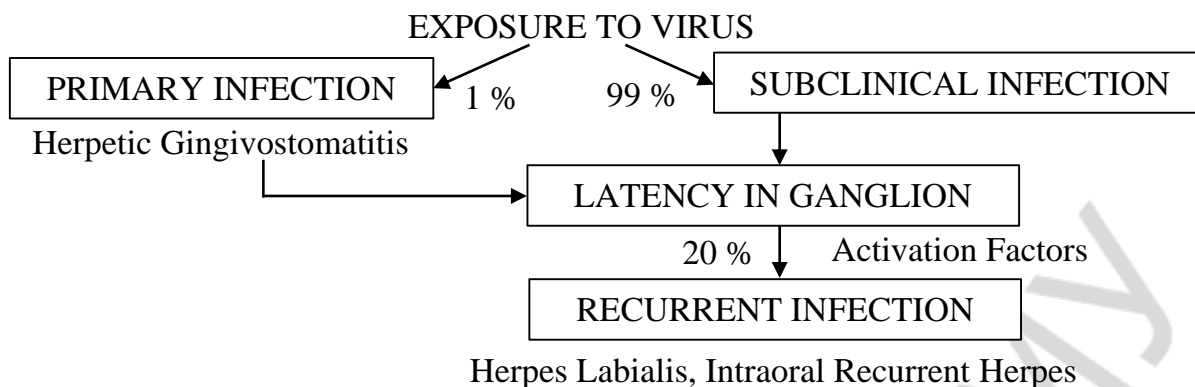 EXPOSURE TO VIRUS
PRIMARY INFECTION
1 %
99 %
SUBCLINICAL INFECTION
Herpetic Gingivostomatitis
LATENCY IN GANGLION
20 %
Activation Factors
RECURRENT INFECTION
Herpes Labialis, Intraoral Recurrent Herpes